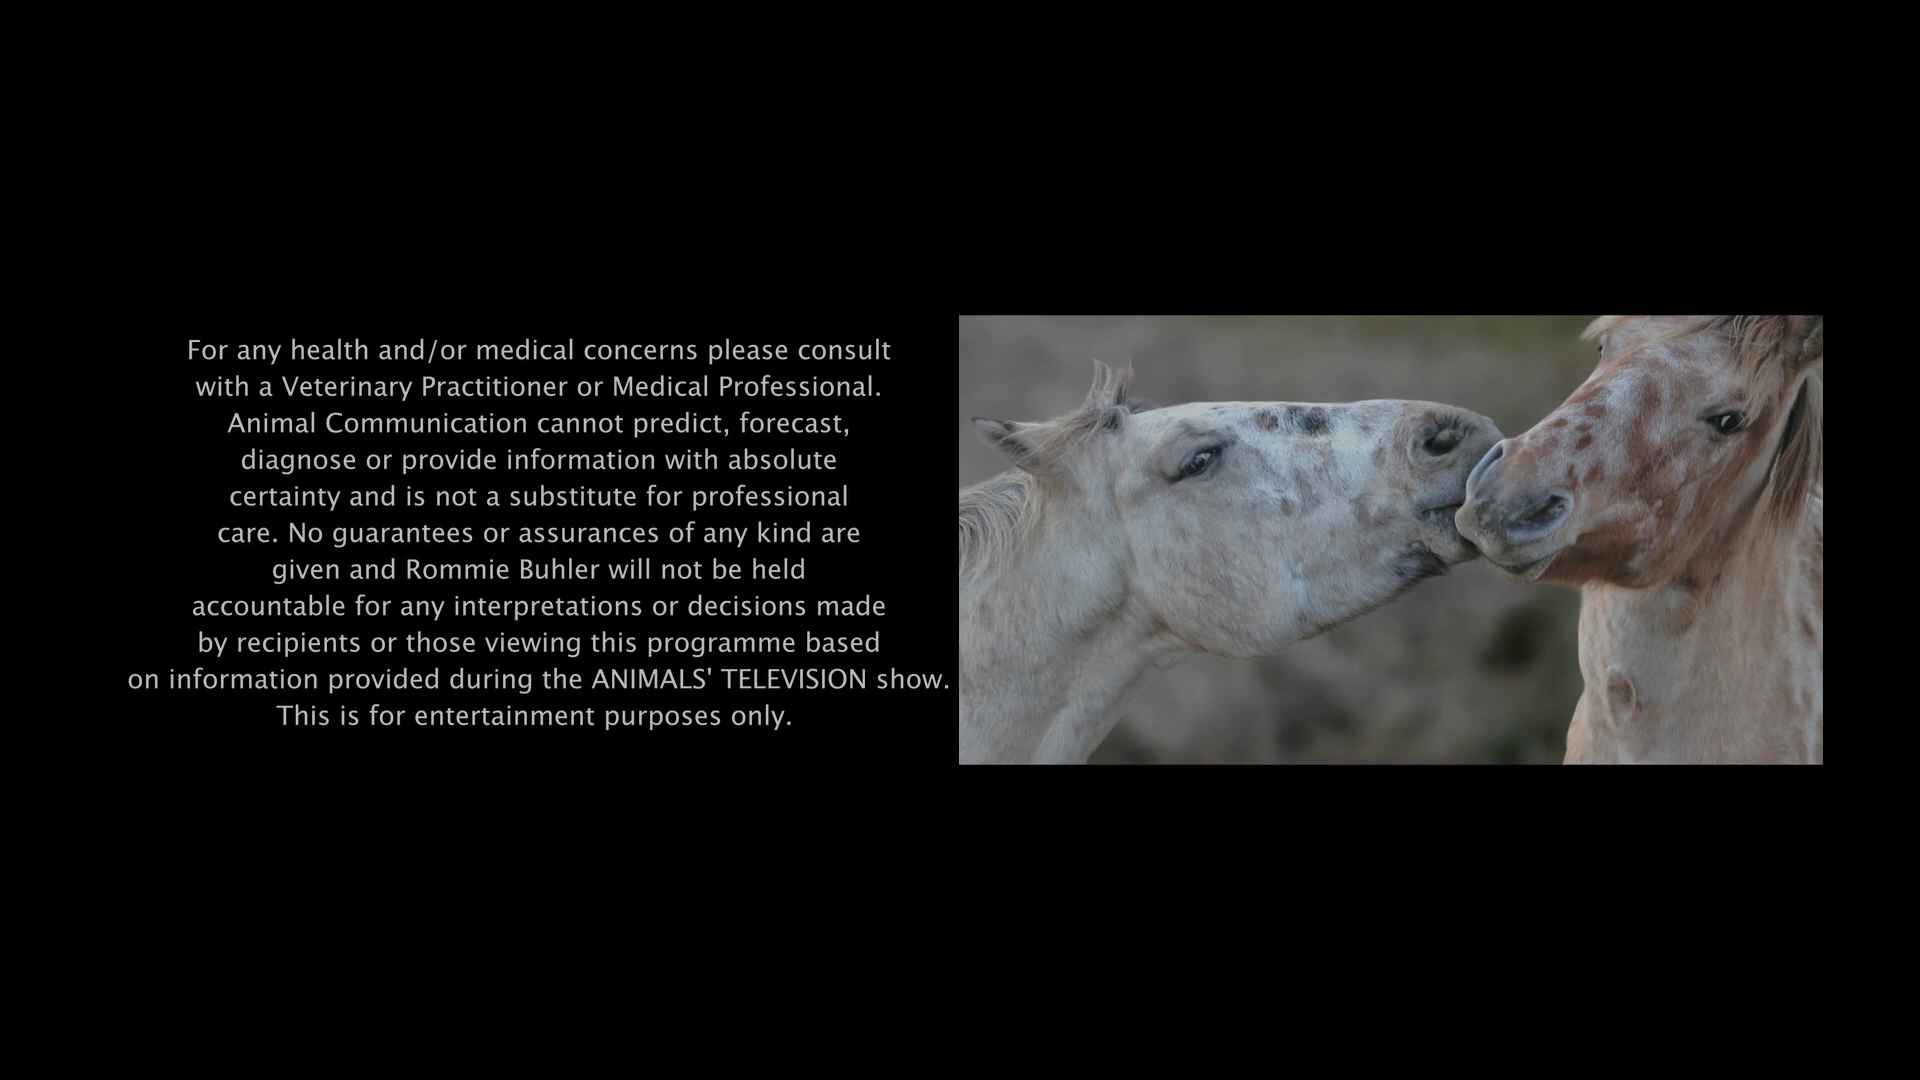 For any health and/or medical concerns please consult
with a Veterinary Practitioner or Medical Professional.
Animal Communication cannot predict, forecast,
diagnose or provide information with absolute
certainty and is not a substitute for professional
care. No guarantees or assurances of any kind are
given and Rommie Buhler will not be held
accountable for any interpretations or decisions made
by recipients or those viewing this programme based
on information provided during the ANIMALS' TELEVISION show.
This is for entertainment purposes only.